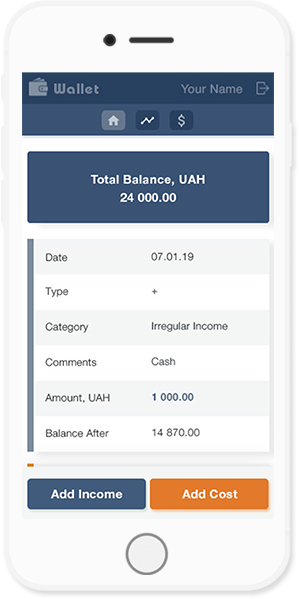 Wallet Your Name
$
Total Balance, UAH
24 000.00
Date 07.01.19
Type +
Category Irregular Income
Comments Cash
Amount, UAH 1 000.00
Balance After 14 870.00
Add Income Add Cost